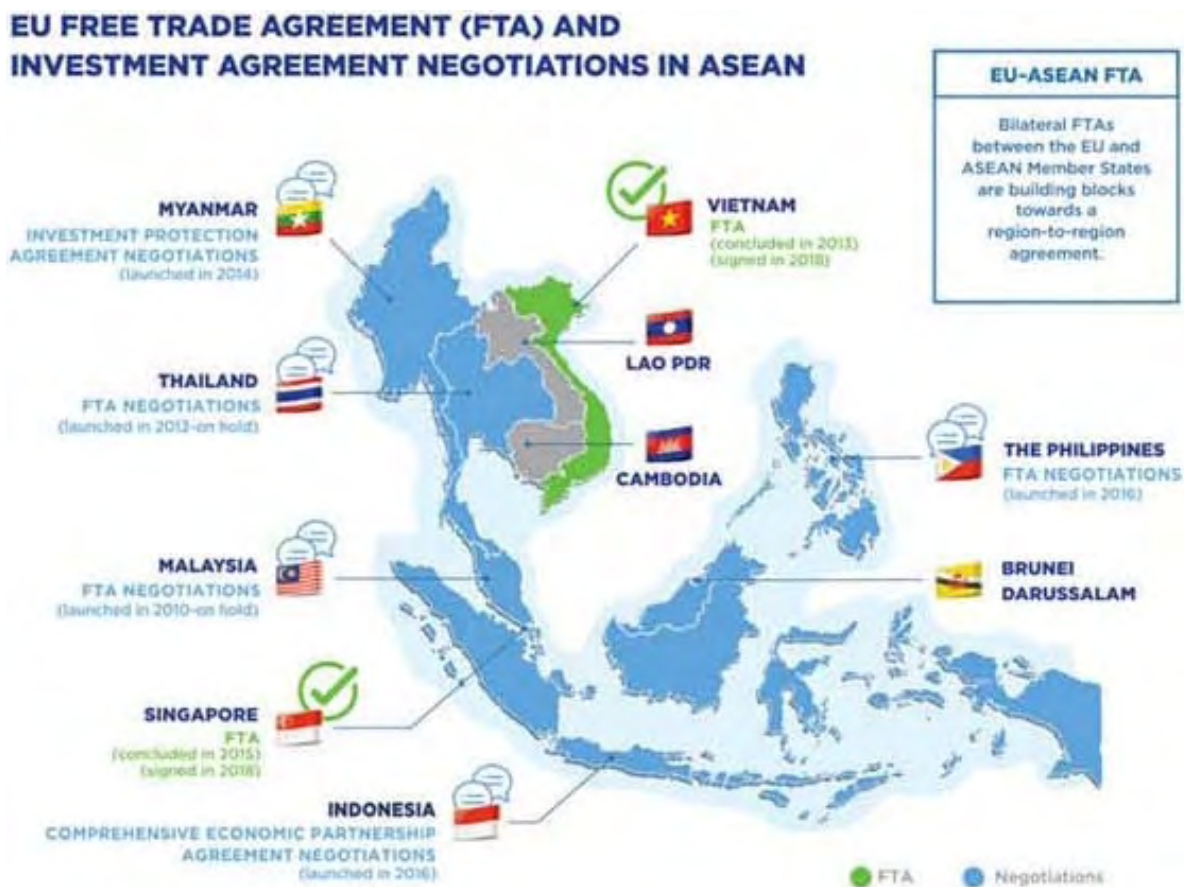 EU FREE TRADE AGREEMENT (FTA) AND
INVESTMENT AGREEMENT NEGOTIATIONS IN ASEAN
EU-ASEAN FTA
Bilateral FTAs
between the EU and
ASEAN Member States
are building blocks
towards a
region-to-region
agreement.
MYANMAR
INVESTMENT PROTECTION
AGREEMENT NEGOTIATIONS
(launched in 2014)
VIETNAM
FTA
(concluded in 2013)
(signed in 2018)
LAO PDR
THAILAND
FTA NEGOTIATIONS
(launched in 2013-on hold)
CAMBODIA
THE PHILIPPINES
FTA NEGOTIATIONS
(launched in 2016)
MALAYSIA
FTA NEGOTIATIONS
(launched in 2010-on hold)
BRUNEI
DARUSSALAM
SINGAPORE
FTA
(concluded in 2015)
(signed in 2018)
INDONESIA
COMPREHENSIVE ECONOMIC PARTNERSHIP
AGREEMENT NEGOTIATIONS
(launched in 2016)
FTA
Negotiations